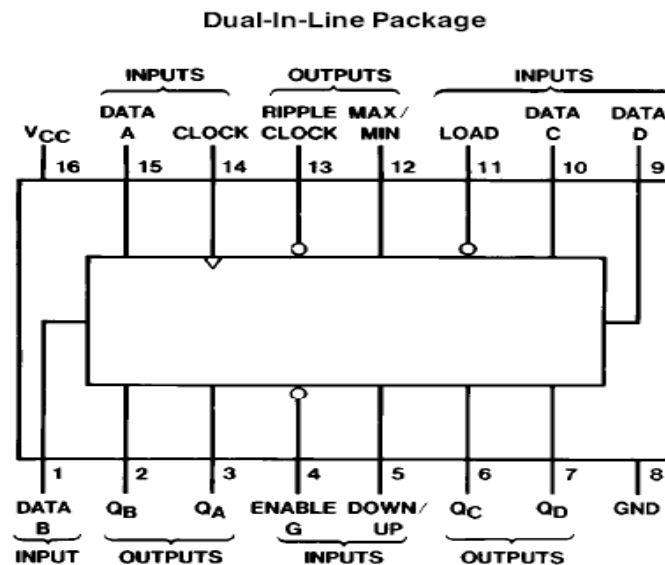 Dual-In-Line Package
INPUTS OUTPUTS INPUTS
DATA RIPPLE MAX/ DATA DATA
VCC A CLOCK CLOCK MIN LOAD C D
16 15 14 13 12 11 10 9
1 2 3 4 5 6 7 8
DATA QB QA ENABLE DOWN/ QC QD GND
B G UP
INPUT OUTPUTS INPUTS OUTPUTS